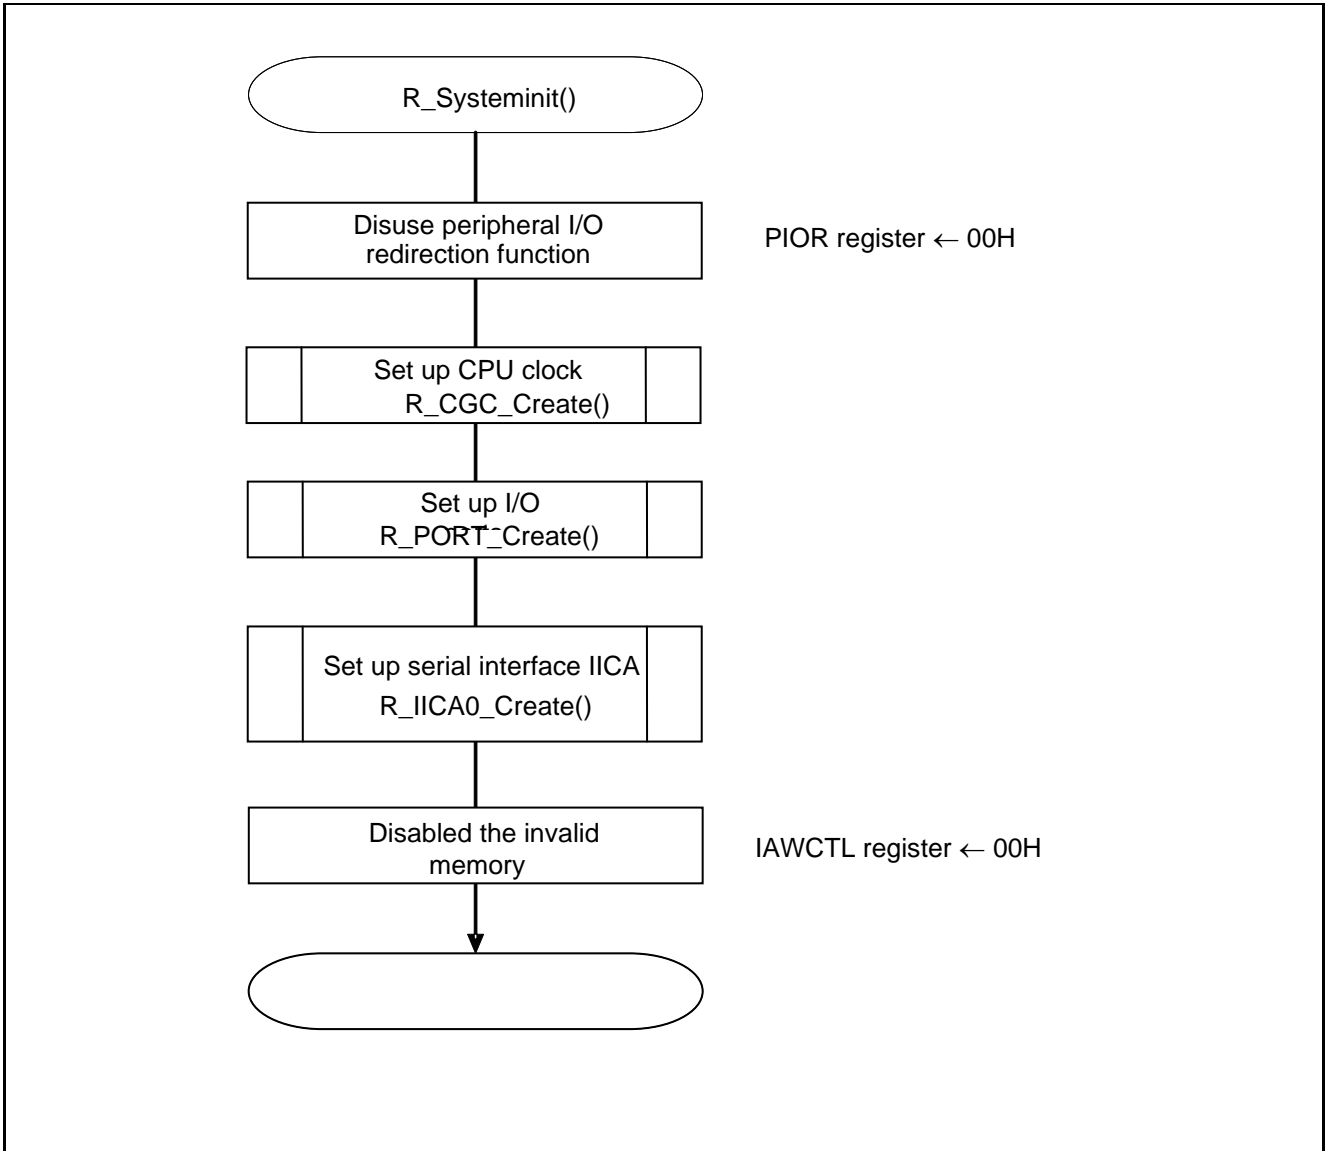 R_Systeminit()
Disuse peripheral I/O
redirection function
PIOR register ← 00H
Set up CPU clock
R_CGC_Create()
Set up I/O
R_PORT_Create()
Set up serial interface IICA
R_IICA0_Create()
Disabled the invalid
memory
IAWCTL register ← 00H